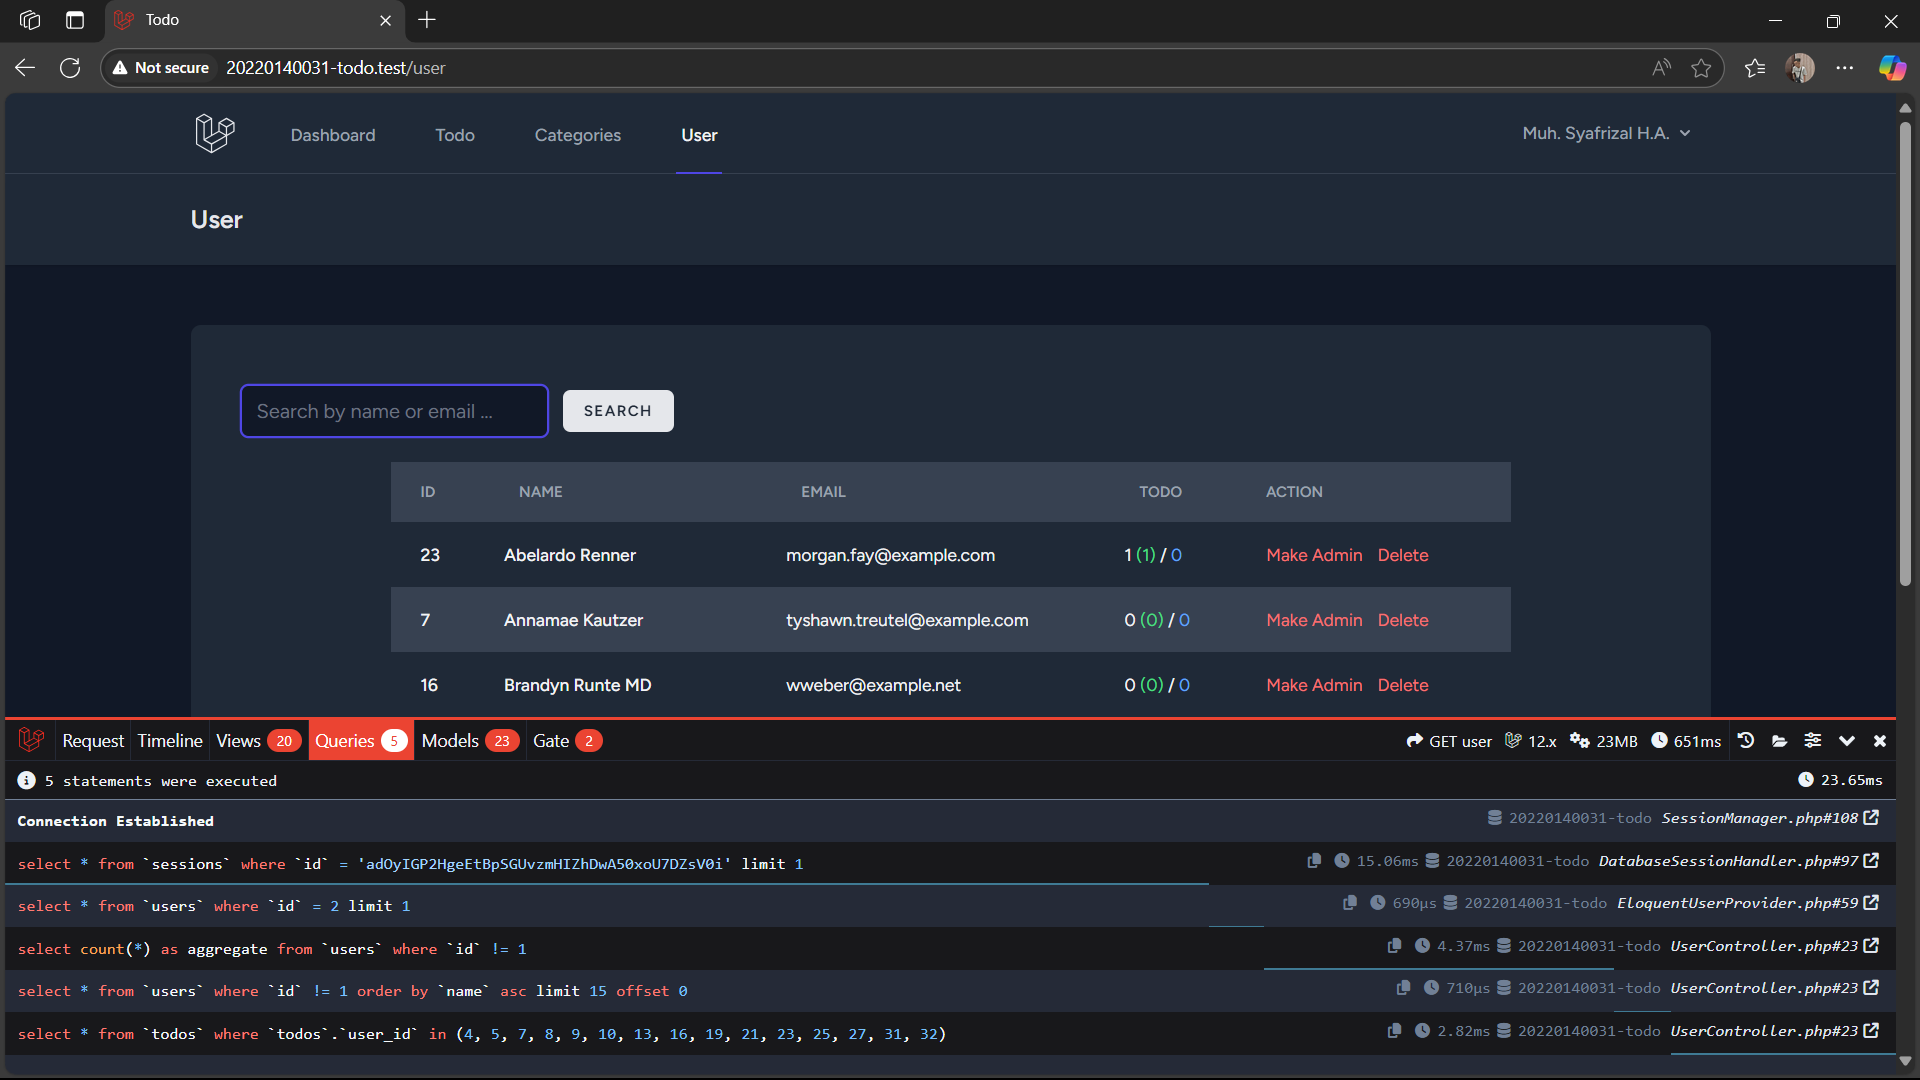 Todo
Not secure 20220140031-todo.test/user
Dashboard Todo Categories User Muh. Syafrizal H.A.
User
Search by name or email ... SEARCH
ID NAME EMAIL TODO ACTION
23 Abelardo Renner morgan.fay@example.com 1 (1) / 0 Make Admin Delete
7 Annamae Kautzer tyshawn.treutel@example.com 0 (0) / 0 Make Admin Delete
16 Brandyn Runte MD wweber@example.net 0 (0) / 0 Make Admin Delete
Request Timeline Views 20 Queries 5 Models 23 Gate 2 GET user 12.x 23MB 651ms
5 statements were executed 23.65ms
Connection Established 20220140031-todo SessionManager.php#108
select * from `sessions` where `id` = 'adOyIGP2HgeEtBpSGUvzmHIZhDwA50xoU7DZsV0i' limit 1 15.06ms 20220140031-todo DatabaseSessionHandler.php#97
select * from `users` where `id` = 2 limit 1 690μs 20220140031-todo EloquentUserProvider.php#59
select count(*) as aggregate from `users` where `id` != 1 4.37ms 20220140031-todo UserController.php#23
select * from `users` where `id` != 1 order by `name` asc limit 15 offset 0 710μs 20220140031-todo UserController.php#23
select * from `todos` where `todos`.`user_id` in (4, 5, 7, 8, 9, 10, 13, 16, 19, 21, 23, 25, 27, 31, 32) 2.82ms 20220140031-todo UserController.php#23